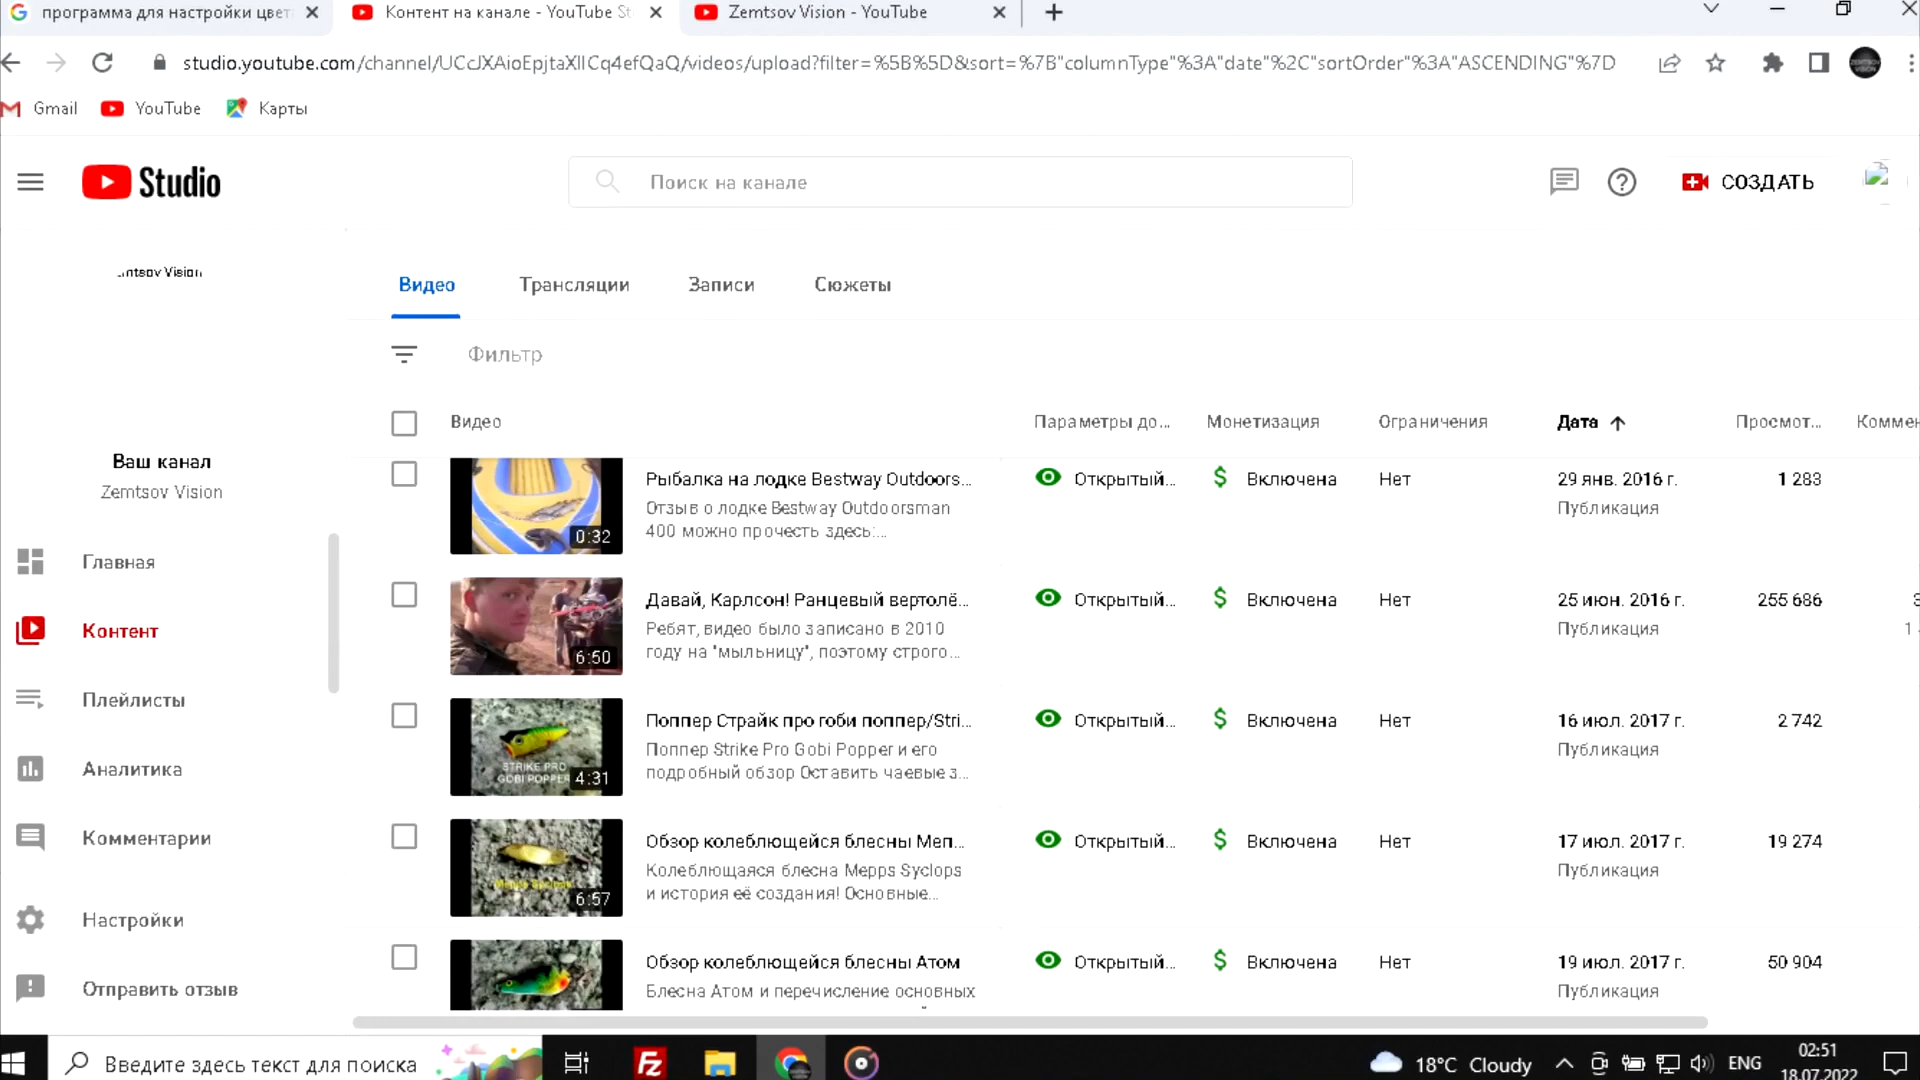 программа для настройки цвет
Контент на канале - YouTube St
Zemtsov Vision - YouTube
studio.youtube.com/channel/UCcJXAioEpjtaXlICq4efQaQ/videos/upload?filter=%5B%5D&sort=%7B"columnType"%3A"date"%2C"sortOrder"%3A"ASCENDING"%7D
Gmail
YouTube
Карты
Studio
Поиск на канале
СОЗДАТЬ
Видео
Трансляции
Записи
Сюжеты
Фильтр
Ваш канал
Zemtsov Vision
Главная
Контент
Плейлисты
Аналитика
Комментарии
Настройки
Отправить отзыв
Видео Параметры до... Монетизация Ограничения Дата Просмот... Коммен
0:32
Рыбалка на лодке Bestway Outdoors... Открытый... Включена Нет 29 янв. 2016 г. 1 283
Отзыв о лодке Bestway Outdoorsman Публикация
400 можно прочесть здесь:...
6:50
Давай, Карлсон! Ранцевый вертолё... Открытый... Включена Нет 25 июн. 2016 г. 255 686
Ребят, видео было записано в 2010 Публикация
году на "мыльницу", поэтому строго...
STRIKE PRO
GOBI POPPER 4:31
Поппер Страйк про гоби поппер/Stri... Открытый... Включена Нет 16 июл. 2017 г. 2 742
Поппер Strike Pro Gobi Popper и его Публикация
подробный обзор Оставить чаевые з...
Mepps Syclops
6:57
Обзор колеблющейся блесны Меп... Открытый... Включена Нет 17 июл. 2017 г. 19 274
Колеблющаяся блесна Mepps Syclops Публикация
и история её создания! Основные...
Обзор колеблющейся блесны Атом Открытый... Включена Нет 19 июл. 2017 г. 50 904
Блесна Атом и перечисление основных Публикация
Введите здесь текст для поиска
18°C Cloudy
ENG
02:51
18.07.2022